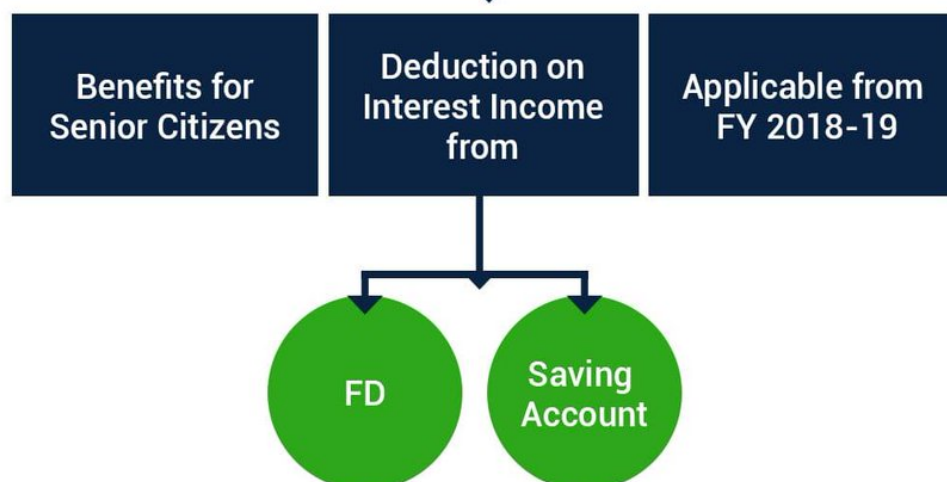 Benefits for
Senior Citizens
Deduction on
Interest Income
from
Applicable from
FY 2018-19
FD
Saving
Account